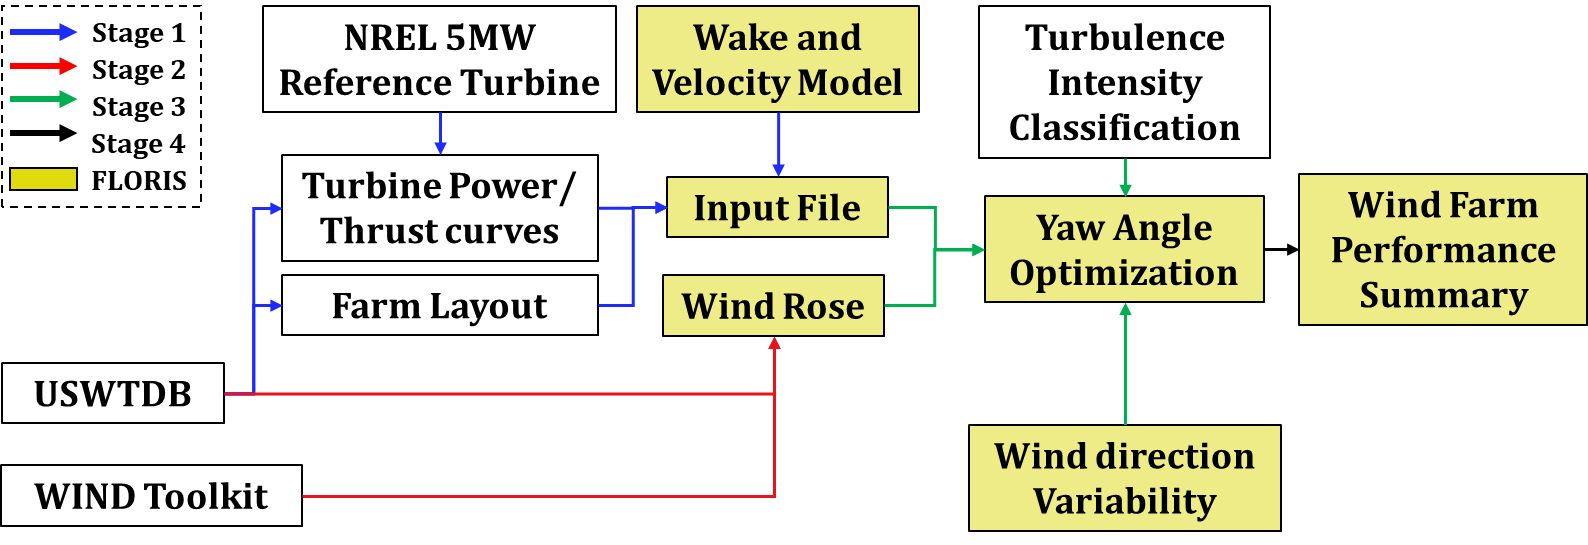 Stage 1
Stage 2
Stage 3
Stage 4
FLORIS
NREL 5MW
Reference Turbine
Wake and
Velocity Model
Turbulence
Intensity
Classification
Turbine Power/
Thrust curves
Input File
Yaw Angle
Optimization
Wind Farm
Performance
Summary
Farm Layout
Wind Rose
USWTDB
WIND Toolkit
Wind direction
Variability